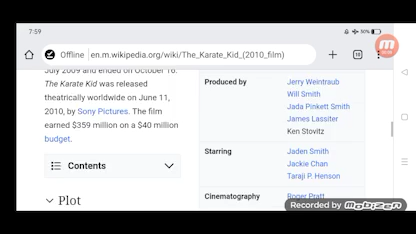 7:59
30%
Offline en.m.wikipedia.org/wiki/The_Karate_Kid_(2010_film)
July 2009 and ended on October 16.
The Karate Kid was released
theatrically worldwide on June 11,
2010, by Sony Pictures. The film
earned $359 million on a $40 million
budget.
Contents
Plot
Produced by
Jerry Weintraub
Will Smith
Jada Pinkett Smith
James Lassiter
Ken Stovitz
Starring
Jaden Smith
Jackie Chan
Taraji P. Henson
Cinematography
Roger Pratt
Recorded by
Mobizen